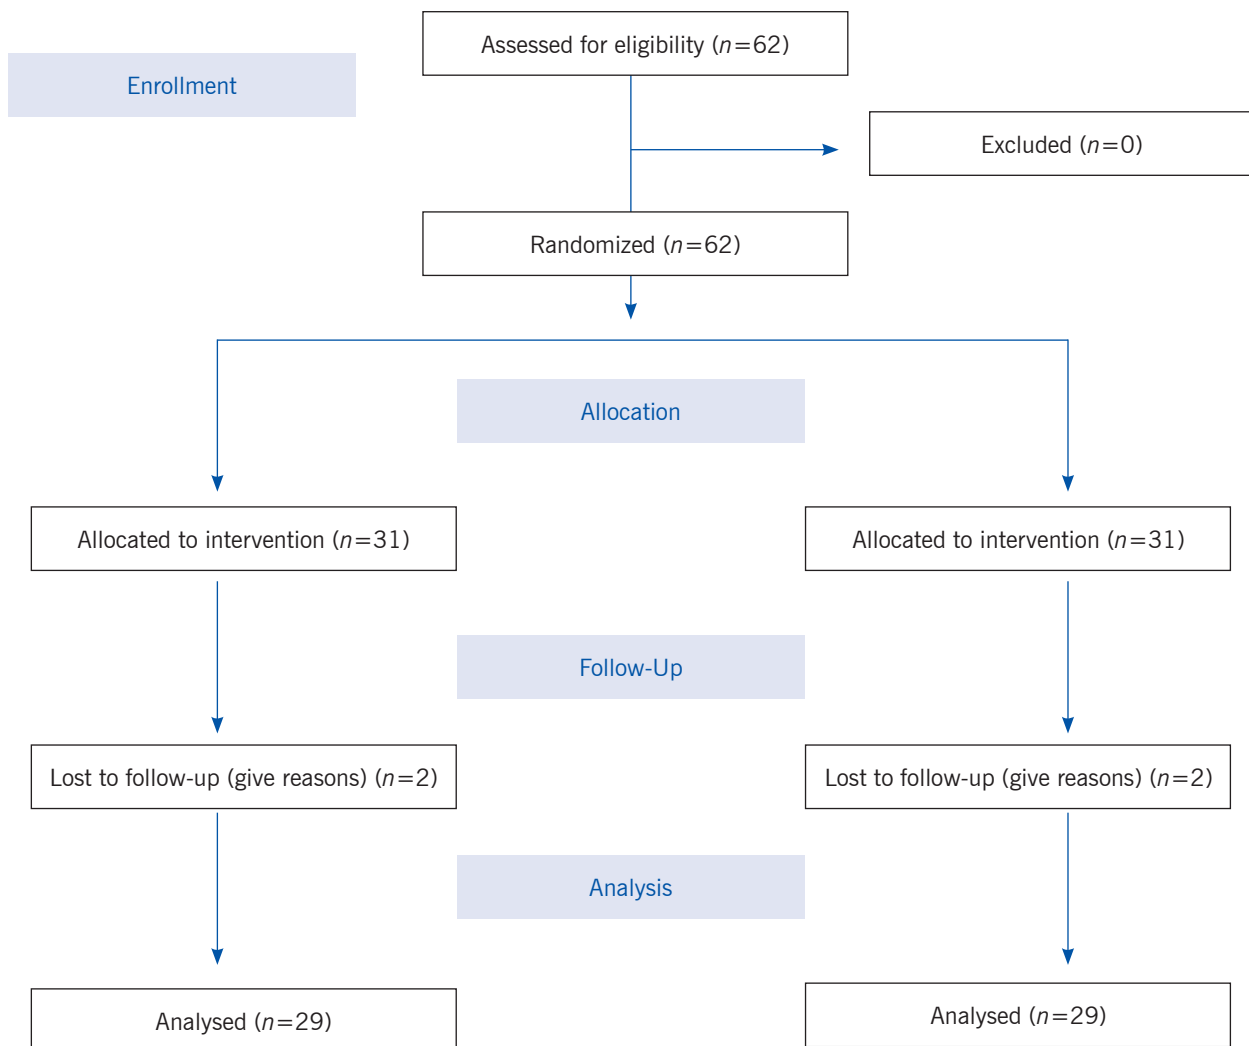 Assessed for eligibility (n=62)
Enrollment
Excluded (n=0)
Randomized (n=62)
Allocation
Allocated to intervention (n=31)
Allocated to intervention (n=31)
Follow-Up
Lost to follow-up (give reasons) (n=2)
Lost to follow-up (give reasons) (n=2)
Analysis
Analysed (n=29)
Analysed (n=29)